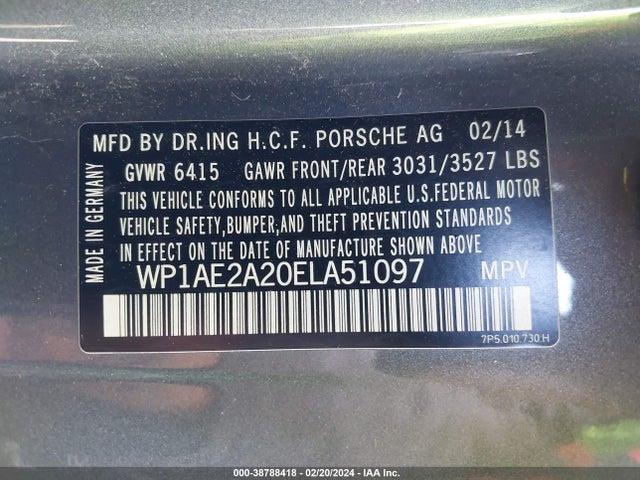 MFD BY DR.ING H.C.F. PORSCHE AG 02/14
GVWR 6415 GAWR FRONT/REAR 3031/3527 LBS
THIS VEHICLE CONFORMS TO ALL APPLICABLE U.S.FEDERAL MOTOR
VEHICLE SAFETY,BUMPER,AND THEFT PREVENTION STANDARDS
IN EFFECT ON THE DATE OF MANUFACTURE SHOWN ABOVE.
WP1AE2A20ELA51097 MPV
MADE IN GERMANY
7P5.010.730.H
000-38788418 - 02/20/2024 - IAA Inc.